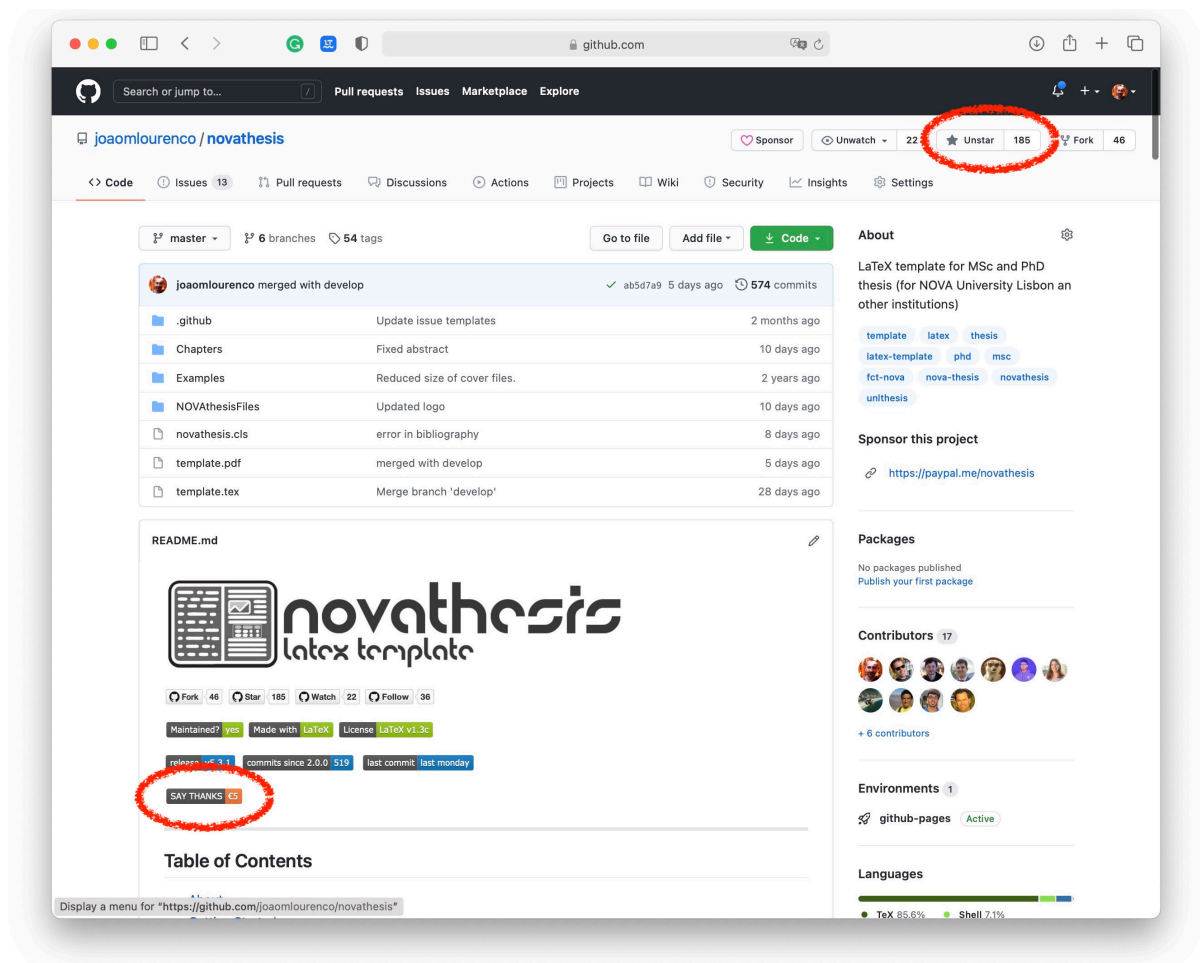 github.com
Search or jump to... / Pull requests Issues Marketplace Explore
joaomlourenco / novathesis
Sponsor Unwatch 22 Unstar 185 Fork 46
Code Issues 13 Pull requests Discussions Actions Projects Wiki Security Insights Settings
master 6 branches 54 tags Go to file Add file Code
joaomlourenco merged with develop ab5d7a9 5 days ago 574 commits
.github Update issue templates 2 months ago
Chapters Fixed abstract 10 days ago
Examples Reduced size of cover files. 2 years ago
NOVAthesisFiles Updated logo 10 days ago
novathesis.cls error in bibliography 8 days ago
template.pdf merged with develop 5 days ago
template.tex Merge branch 'develop' 28 days ago
README.md
novathesis
latex template
Fork 46 Star 185 Watch 22 Follow 36
Maintained? yes Made with LaTeX License LaTeX v1.3c
release v5.3.1 commits since 2.0.0 519 last commit last monday
SAY THANKS €5
Table of Contents
About
Display a menu for “https://github.com/joaomlourenco/novathesis”
About
LaTeX template for MSc and PhD
thesis (for NOVA University Lisbon an
other institutions)
template latex thesis
latex-template phd msc
fct-nova nova-thesis novathesis
unlthesis
Sponsor this project
https://paypal.me/novathesis
Packages
No packages published
Publish your first package
Contributors 17
+ 6 contributors
Environments 1
github-pages Active
Languages
TeX 85.6% Shell 7.1%